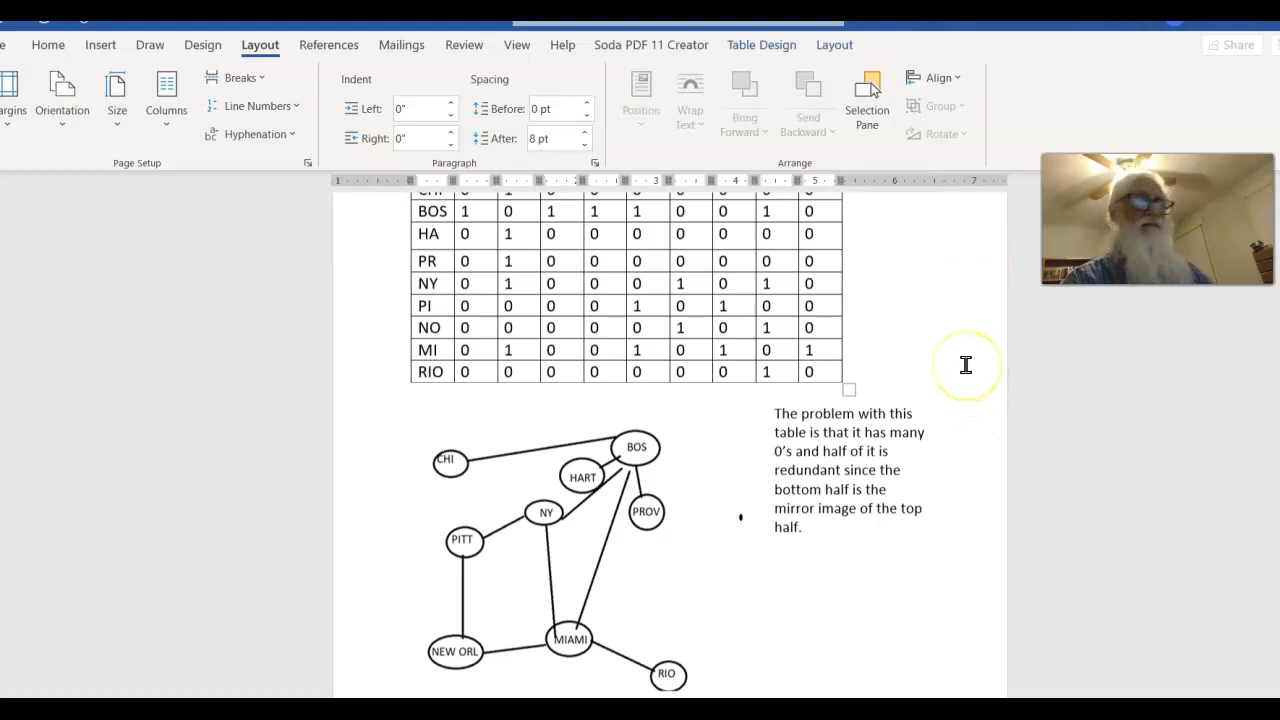 Home Insert Draw Design Layout References Mailings Review View Help Soda PDF 11 Creator Table Design Layout Share
Breaks Indent Spacing Align
Left: 0" Before: 0 pt
Orientation Size Columns Line Numbers Position Wrap Text Bring Forward Send Backward Selection Pane Group
Hyphenation Right: 0" After: 8 pt Rotate
Page Setup Paragraph Arrange
1 3 4 5 6 7
BOS 1 0 1 1 1 0 0 1 0
HA 0 1 0 0 0 0 0 0 0
PR 0 1 0 0 0 0 0 0 0
NY 0 1 0 0 0 1 0 1 0
PI 0 0 0 0 1 0 1 0 0
NO 0 0 0 0 0 1 0 1 0
MI 0 1 0 0 1 0 1 0 1
RIO 0 0 0 0 0 0 0 1 0
The problem with this
table is that it has many
0's and half of it is
redundant since the
bottom half is the
mirror image of the top
half.
BOS
CHI
HART
NY
PROV
PITT
MIAMI
NEW ORL
RIO